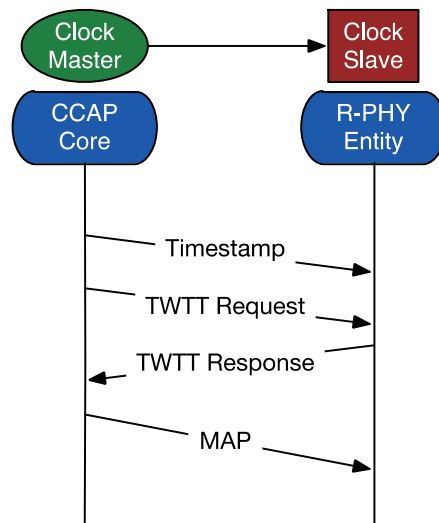 Clock
Master
Clock
Slave
CCAP
Core
R-PHY
Entity
Timestamp
TWTT Request
TWTT Response
MAP